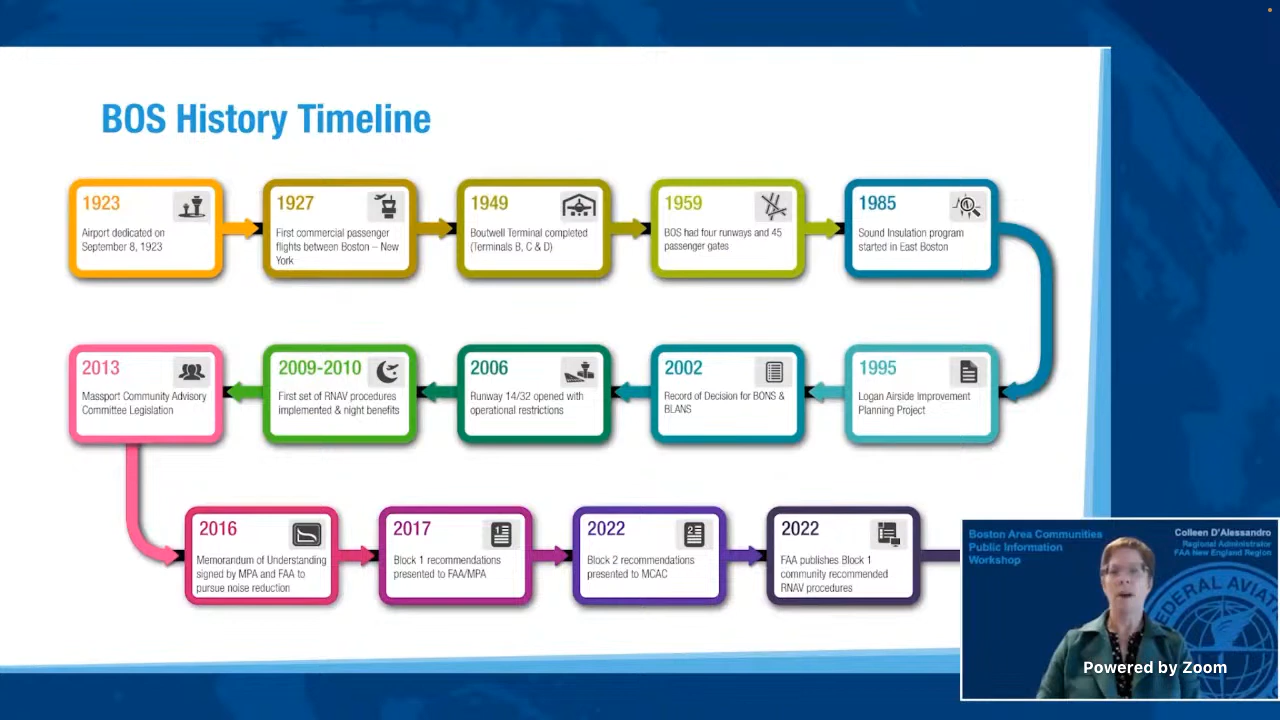 BOS History Timeline
1923
Airport dedicated on
September 8, 1923
1927
First commercial passenger
flights between Boston – New
York
1949
Boutwell Terminal completed
(Terminals B, C & D)
1959
BOS had four runways and 45
passenger gates
1985
Sound Insulation program
started in East Boston
2013
Massport Community Advisory
Committee Legislation
2009-2010
First set of RNAV procedures
implemented & night benefits
2006
Runway 14/32 opened with
operational restrictions
2002
Record of Decision for BONS &
BLANS
1995
Logan Airside Improvement
Planning Project
2016
Memorandum of Understanding
signed by MPA and FAA to
pursue noise reduction
2017
1
Block 1 recommendations
presented to FAA/MPA
2022
2
Block 2 recommendations
presented to MCAC
2022
FAA publishes Block 1
community recommended
RNAV procedures
Boston Area Communities
Public Information
Workshop
Colleen D'Alessandro
Regional Administrator
FAA New England Region
Powered by Zoom